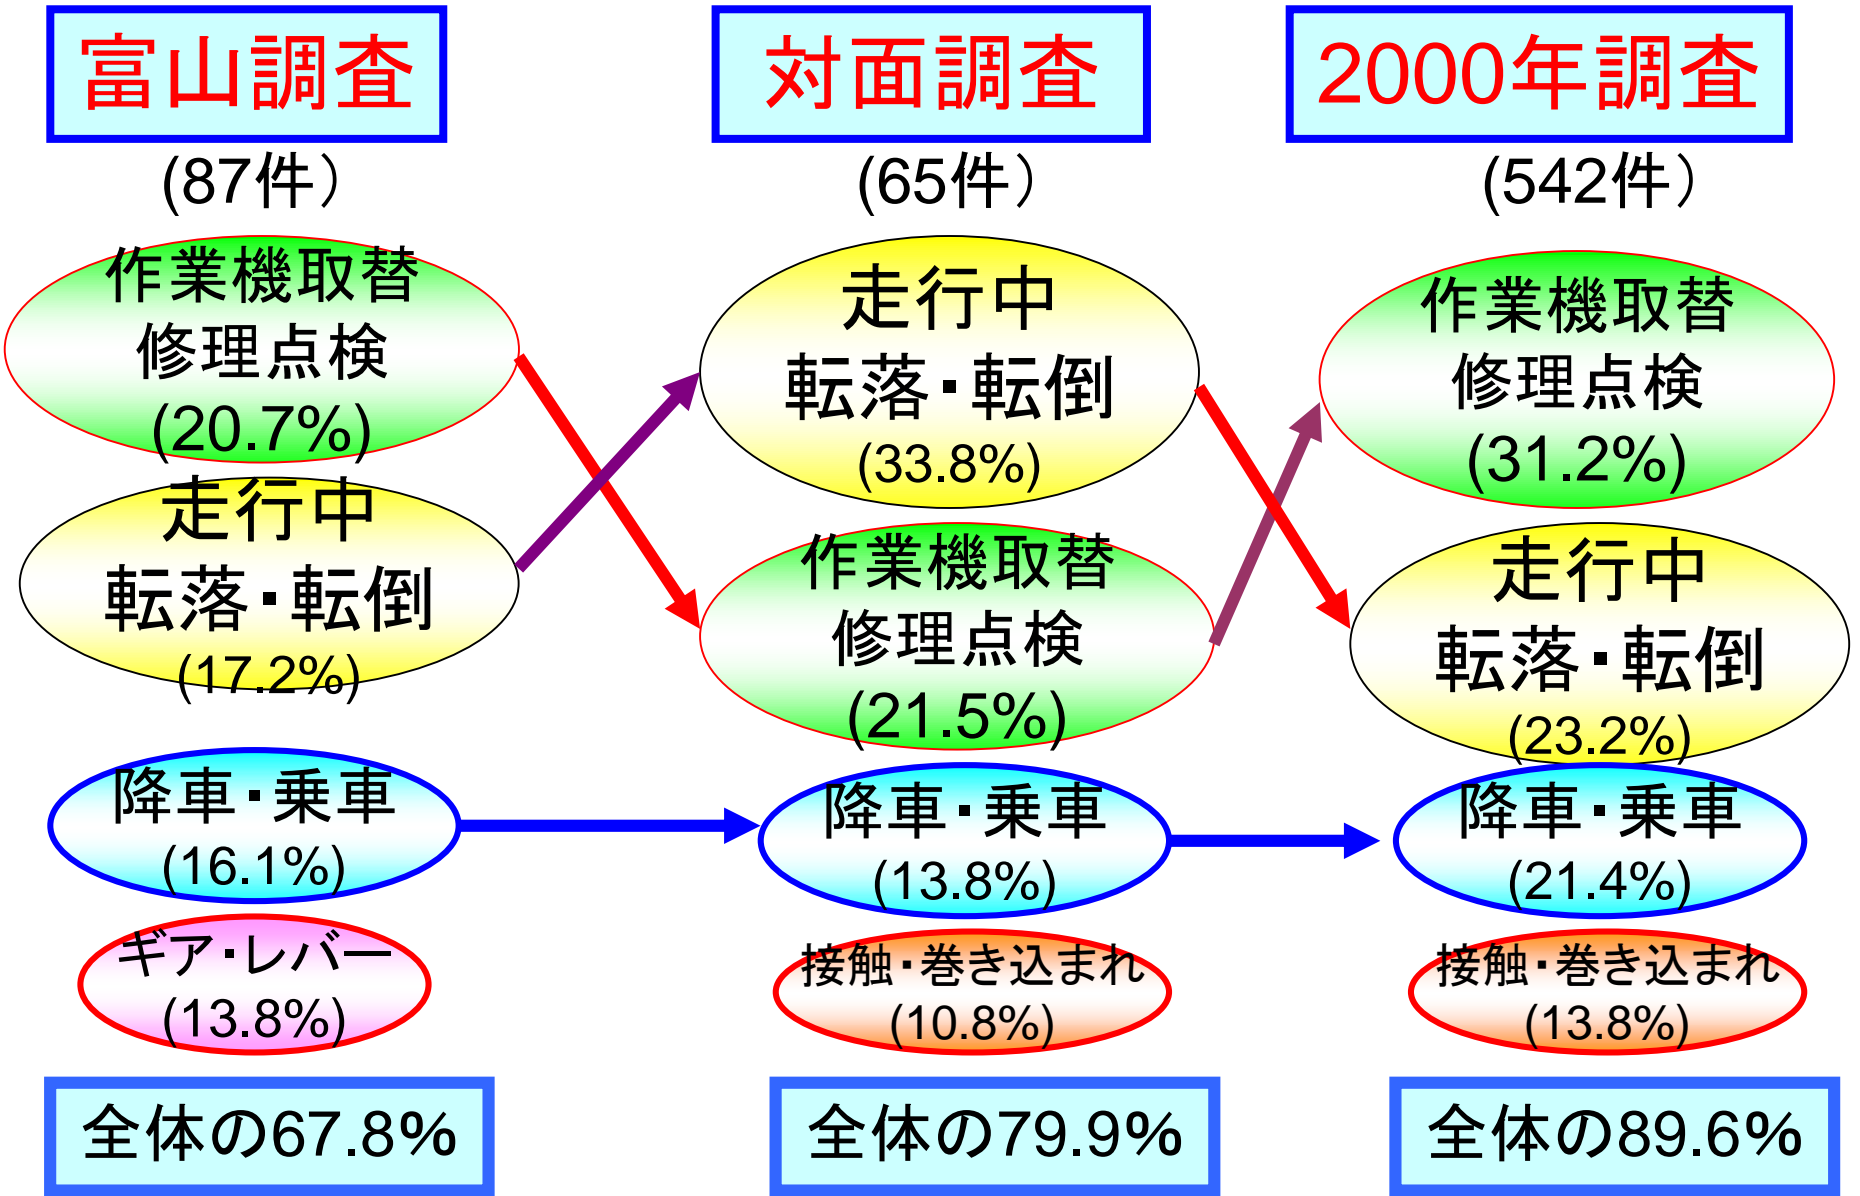 富山調査
(87件）
作業機取替
修理点検
(20.7%)
走行中
転落・転倒
(17.2%)
降車・乗車
(16.1%)
ギア・レバー
(13.8%)
全体の67.8%
対面調査
(65件）
走行中
転落・転倒
(33.8%)
作業機取替
修理点検
(21.5%)
降車・乗車
(13.8%)
接触・巻き込まれ
(10.8%)
全体の79.9%
2000年調査
(542件）
作業機取替
修理点検
(31.2%)
走行中
転落・転倒
(23.2%)
降車・乗車
(21.4%)
接触・巻き込まれ
(13.8%)
全体の89.6%